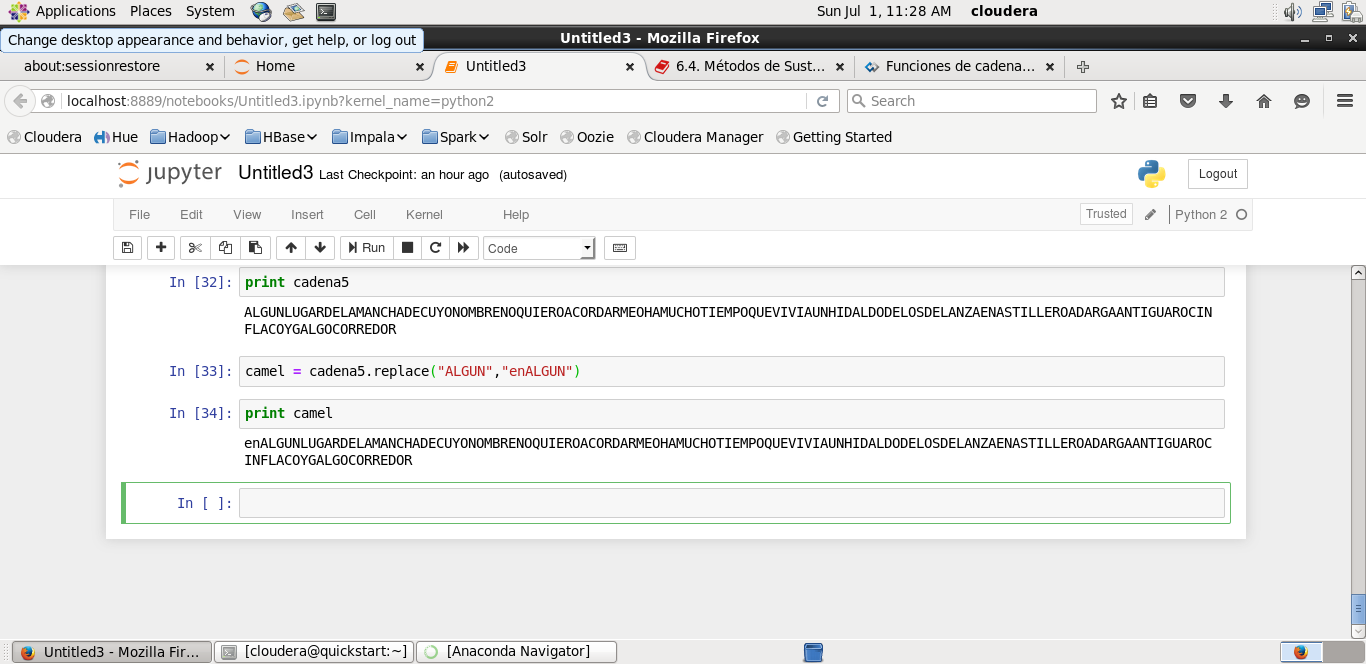 Applications Places System Sun Jul 1, 11:28 AM cloudera
Change desktop appearance and behavior, get help, or log out
Untitled3 - Mozilla Firefox
about:sessionrestore Home Untitled3 6.4. Métodos de Sust... Funciones de cadena...
localhost:8889/notebooks/Untitled3.ipynb?kernel_name=python2 Search
Cloudera Hue Hadoop HBase Impala Spark Solr Oozie Cloudera Manager Getting Started
jupyter Untitled3 Last Checkpoint: an hour ago (autosaved) Logout
File Edit View Insert Cell Kernel Help Trusted Python 2
Run Code
In [32]: print cadena5
ALGUNLUGARDELAMANCHADECUYONOMBRENOQUIEROACORDARMEOHAMUCHOTIEMPOQUEVIVIAUNHIDALDODELOSDELANZAENASTILLEROADARGAANTIGUAROCIN
FLACOYGALGOCORREDOR
In [33]: camel = cadena5.replace("ALGUN","enALGUN")
In [34]: print camel
enALGUNLUGARDELAMANCHADECUYONOMBRENOQUIEROACORDARMEOHAMUCHOTIEMPOQUEVIVIAUNHIDALDODELOSDELANZAENASTILLEROADARGAANTIGUAROC
INFLACOYGALGOCORREDOR
In [ ]:
Untitled3 - Mozilla Fir... [cloudera@quickstart:~] [Anaconda Navigator]